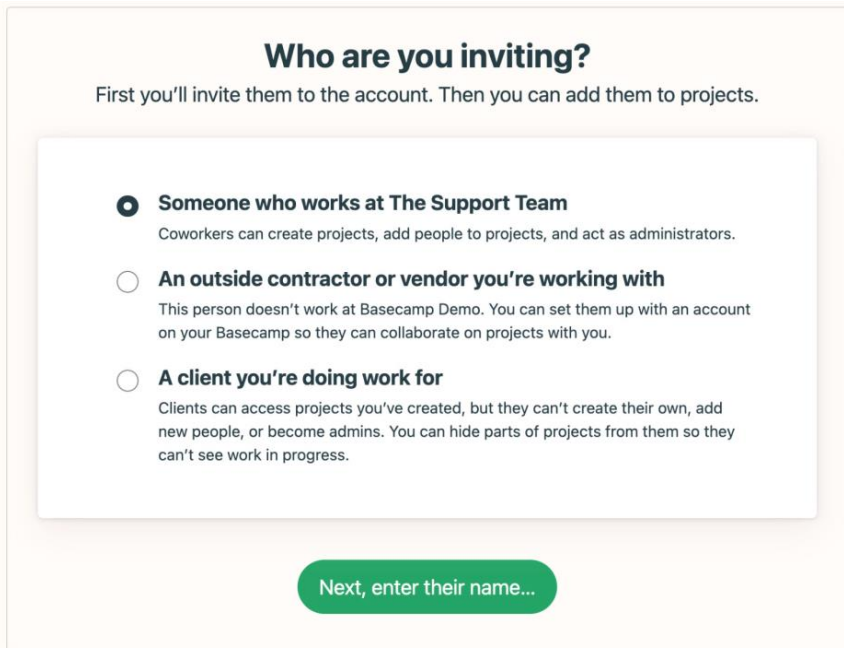 Who are you inviting?
First you’ll invite them to the account. Then you can add them to projects.
Someone who works at The Support Team
Coworkers can create projects, add people to projects, and act as administrators.
An outside contractor or vendor you’re working with
This person doesn’t work at Basecamp Demo. You can set them up with an account
on your Basecamp so they can collaborate on projects with you.
A client you’re doing work for
Clients can access projects you’ve created, but they can’t create their own, add
new people, or become admins. You can hide parts of projects from them so they
can’t see work in progress.
Next, enter their name...